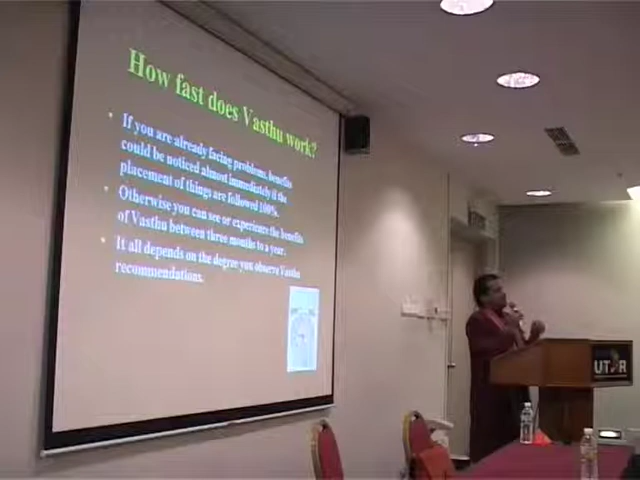 How fast does Vasthu work?
• If you are already facing problems, benefits
could be noticed almost immediately if the
placement of things are followed 100%.
• Otherwise you can see or experience the benefits
of Vasthu between three months to a year.
• It all depends on the degree you observe Vasthu
recommendations.
UTAR